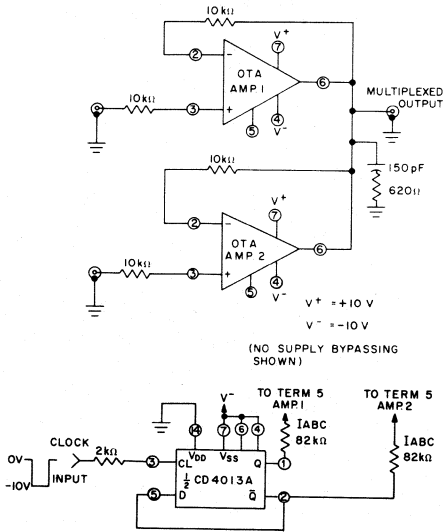 10kΩ
V+
7
2
−
OTA
AMP.1
6
MULTIPLEXED
OUTPUT
10kΩ
3
+
5
4
V−
10kΩ
150pF
620Ω
V+
7
2
−
OTA
AMP. 2
6
10kΩ
3
+
5
4
V−
V+ = +10 V
V− = −10 V
(NO SUPPLY BYPASSING
SHOWN)
V−
TO TERM 5
AMP.1
TO TERM 5
AMP.2
IABC
82kΩ
IABC
82kΩ
14
7
6
4
0V
−10V
CLOCK
INPUT
2kΩ
3
CL
VDD
VSS
Q
1
½ CD4013A
5
D
Q̅
2